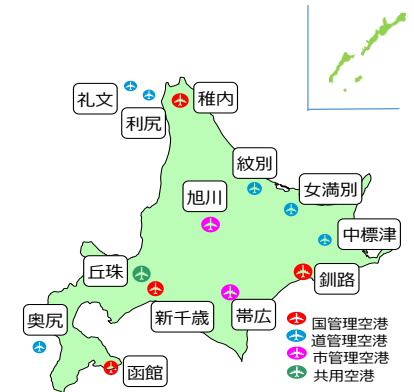 礼文
稚内
利尻
紋別
女満別
旭川
中標津
丘珠
釧路
奥尻
新千歳
帯広
函館
国管理空港
道管理空港
市管理空港
共用空港